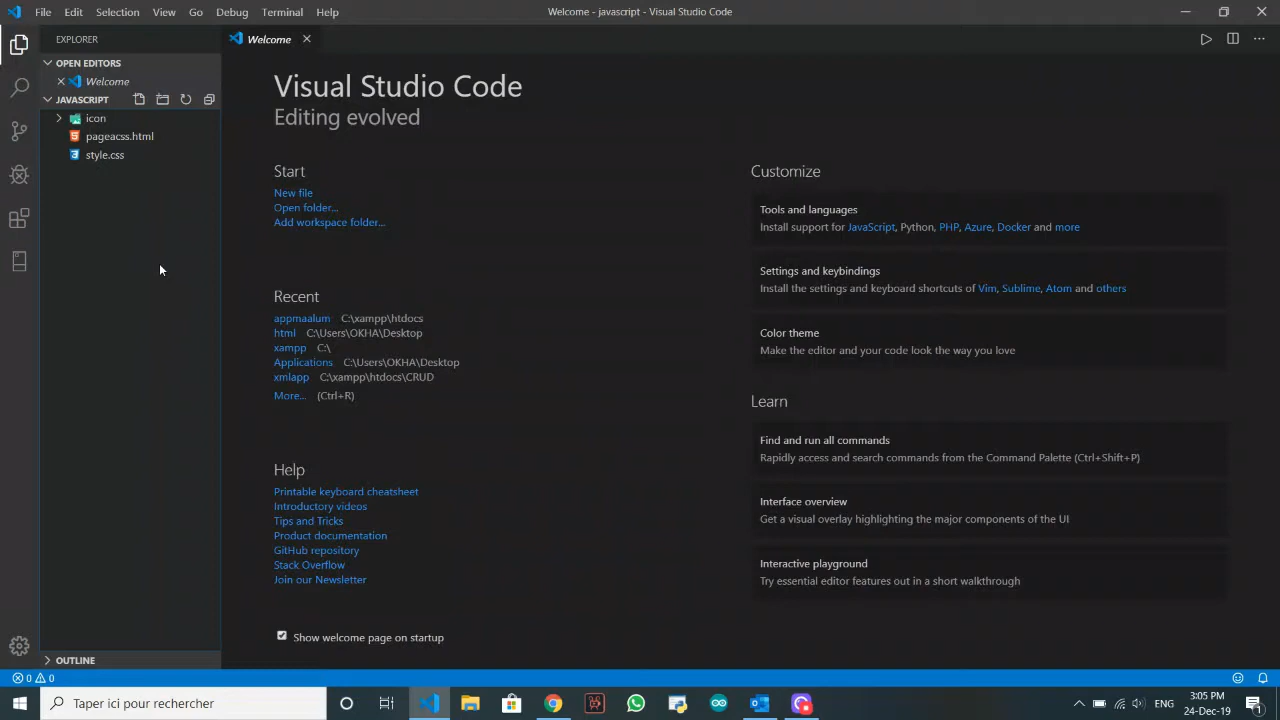 File Edit Selection View Go Debug Terminal Help
Welcome - javascript - Visual Studio Code
EXPLORER
OPEN EDITORS
Welcome
JAVASCRIPT
icon
pageacss.html
style.css
OUTLINE
Welcome
Visual Studio Code
Editing evolved
Start
New file
Open folder...
Add workspace folder...
Recent
appmaalum C:\xampp\htdocs
html C:\Users\OKHA\Desktop
xampp C:\
Applications C:\Users\OKHA\Desktop
xmlapp C:\xampp\htdocs\CRUD
More... (Ctrl+R)
Help
Printable keyboard cheatsheet
Introductory videos
Tips and Tricks
Product documentation
GitHub repository
Stack Overflow
Join our Newsletter
Show welcome page on startup
Customize
Tools and languages
Install support for JavaScript, Python, PHP, Azure, Docker and more
Settings and keybindings
Install the settings and keyboard shortcuts of Vim, Sublime, Atom and others
Color theme
Make the editor and your code look the way you love
Learn
Find and run all commands
Rapidly access and search commands from the Command Palette (Ctrl+Shift+P)
Interface overview
Get a visual overlay highlighting the major components of the UI
Interactive playground
Try essential editor features out in a short walkthrough
0 0
Taper ici pour rechercher
ENG
3:05 PM
24-Dec-19
1